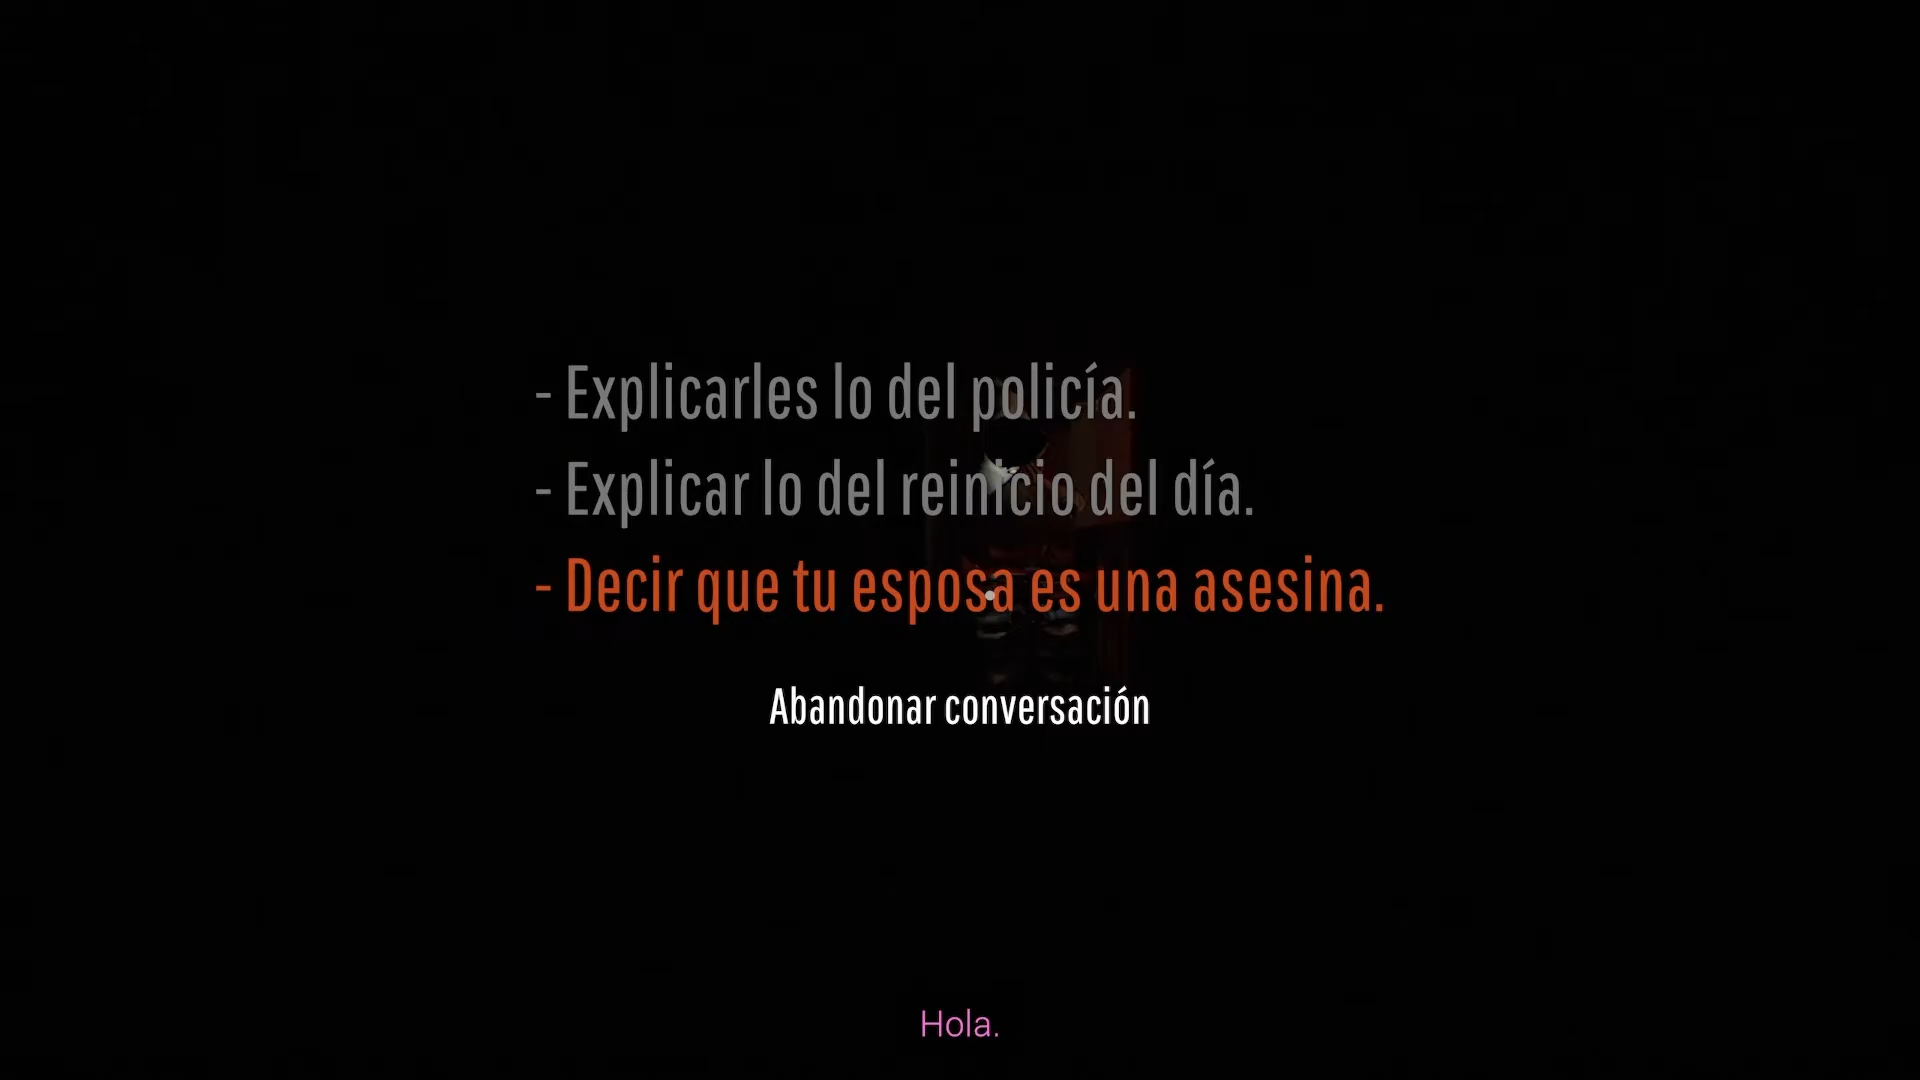 - Explicarles lo del policía.
- Explicar lo del reinicio del día.
- Decir que tu esposa es una asesina.
Abandonar conversación
Hola.